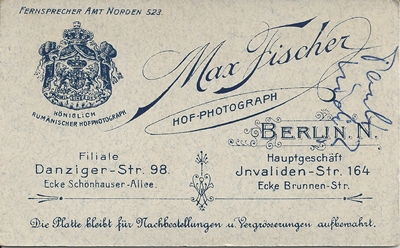 Fernsprecher Amt Norden 523.
Max Fischer
HOF-PHOTOGRAPH
KÖNIGLICH
RUMÄNISCHER HOFPHOTOGRAPH
BERLIN. N.
Filiale
Danziger-Str. 98.
Ecke Schönhauser-Allee.
Hauptgeschäft
Jnvaliden-Str. 164
Ecke Brunnen-Str.
Die Platte bleibt für Nachbestellungen u. Vergrösserungen aufbewahrt.